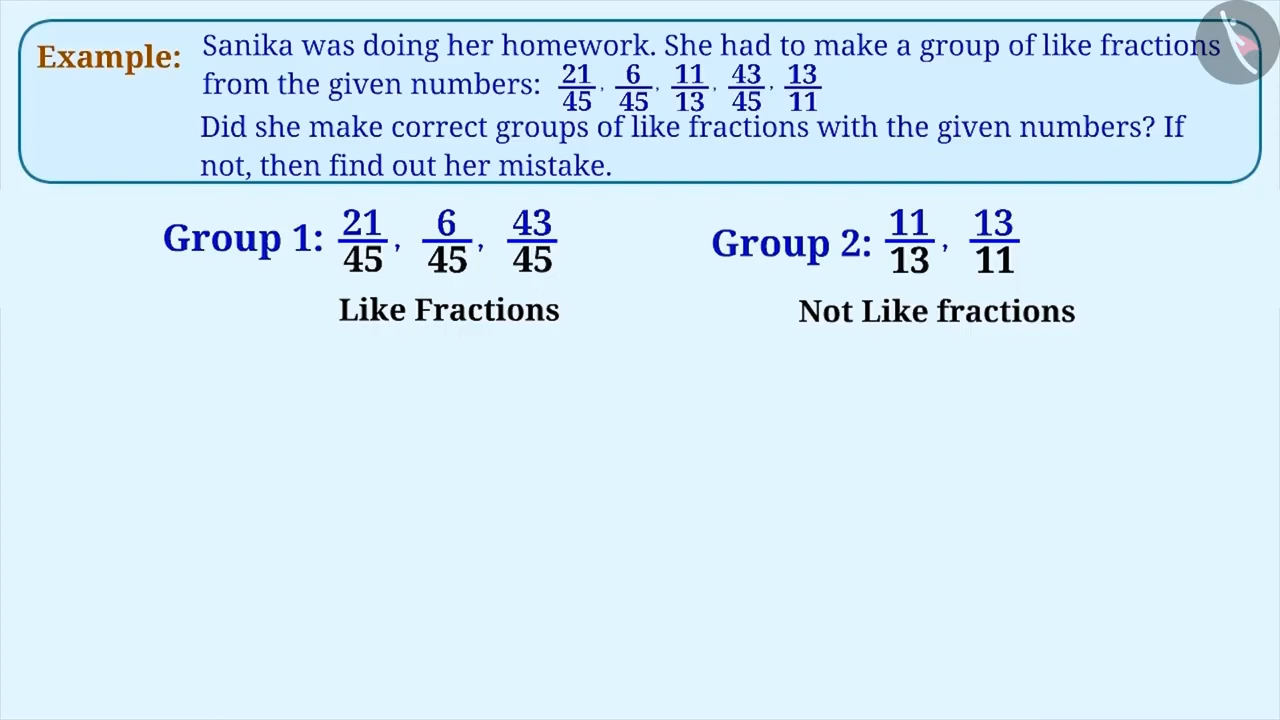 Example: Sanika was doing her homework. She had to make a group of like fractions
from the given numbers: 21/45, 6/45, 11/13, 43/45, 13/11
Did she make correct groups of like fractions with the given numbers? If
not, then find out her mistake.
Group 1: 21/45, 6/45, 43/45
Group 2: 11/13, 13/11
Like Fractions
Not Like fractions